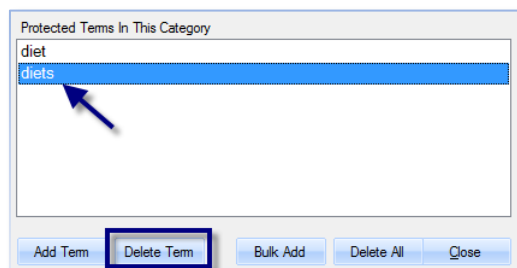 Protected Terms In This Category
diet
diets
Add Term Delete Term Bulk Add Delete All Close